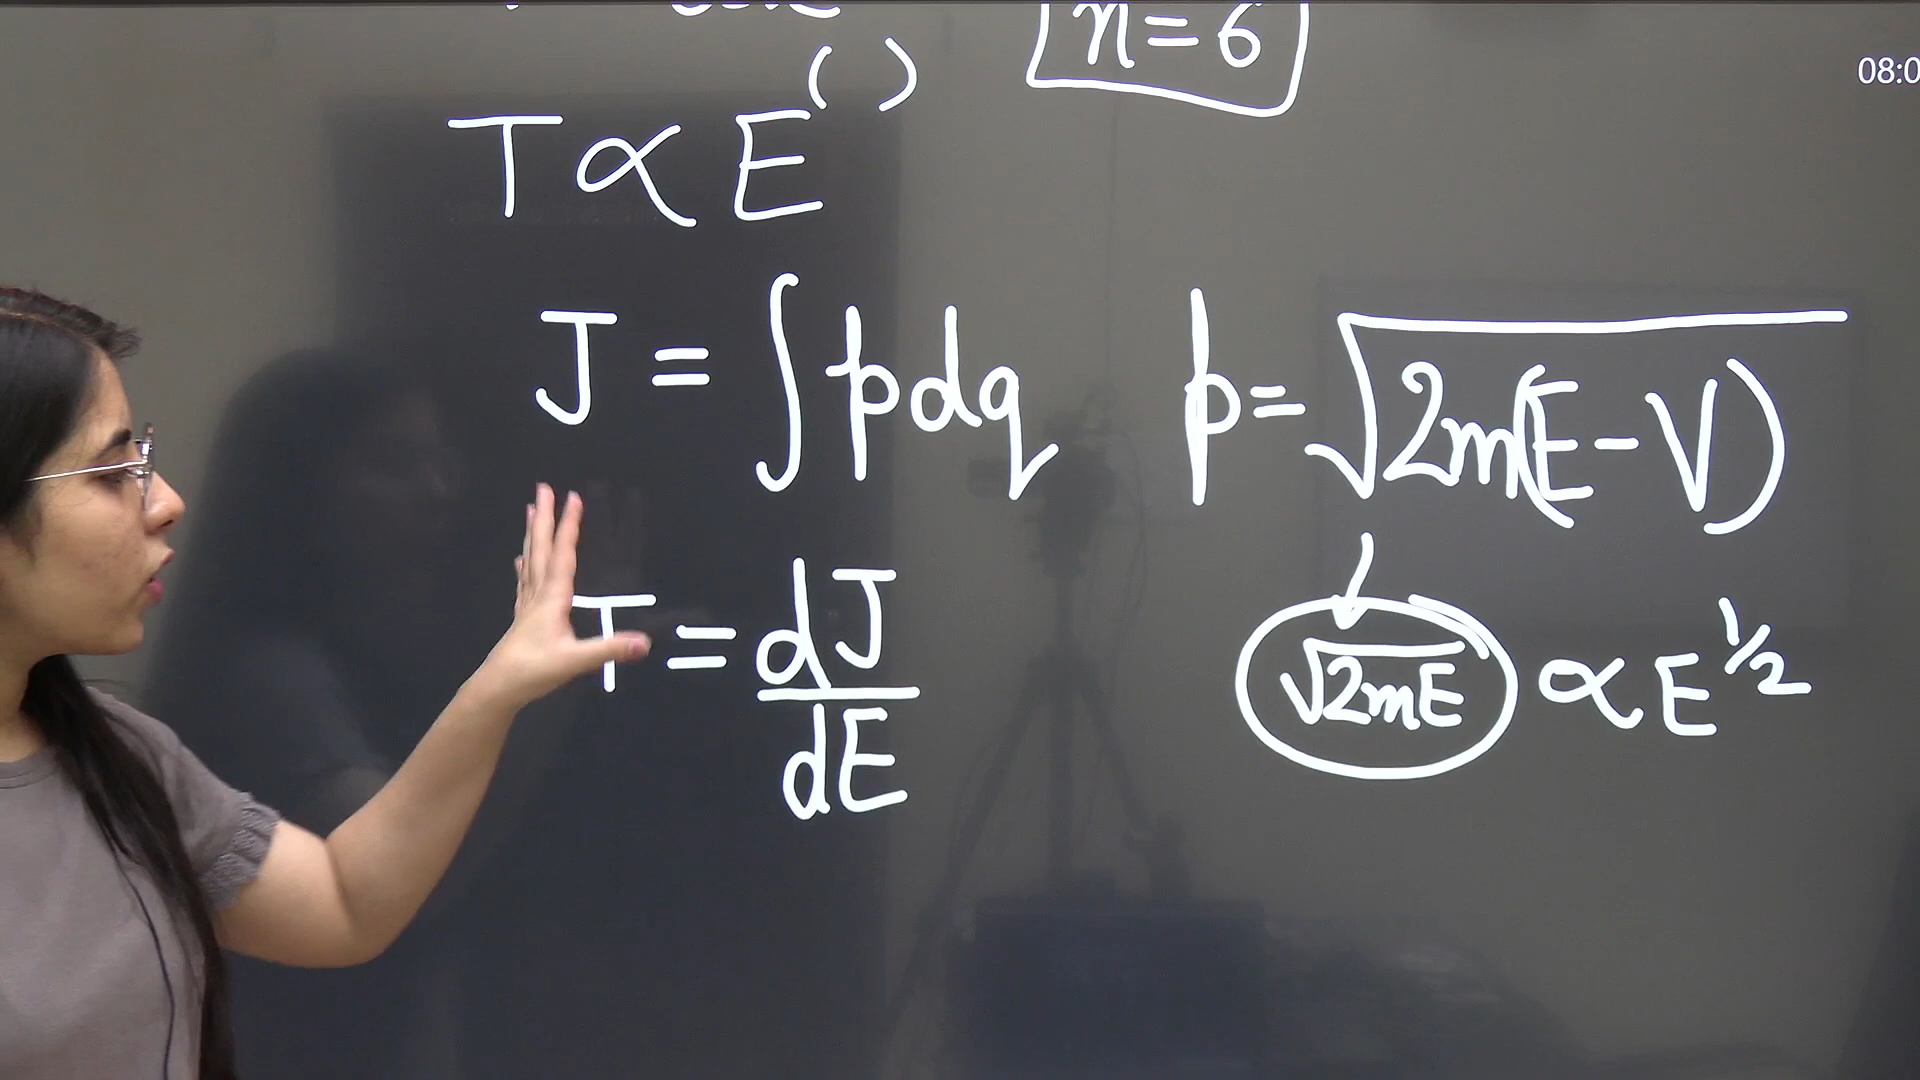 n = 6
08:0
T ∝ E^( )
J = ∫ p dq p = √2m(E − V)
T = dJ/dE √2mE ∝ E^1/2